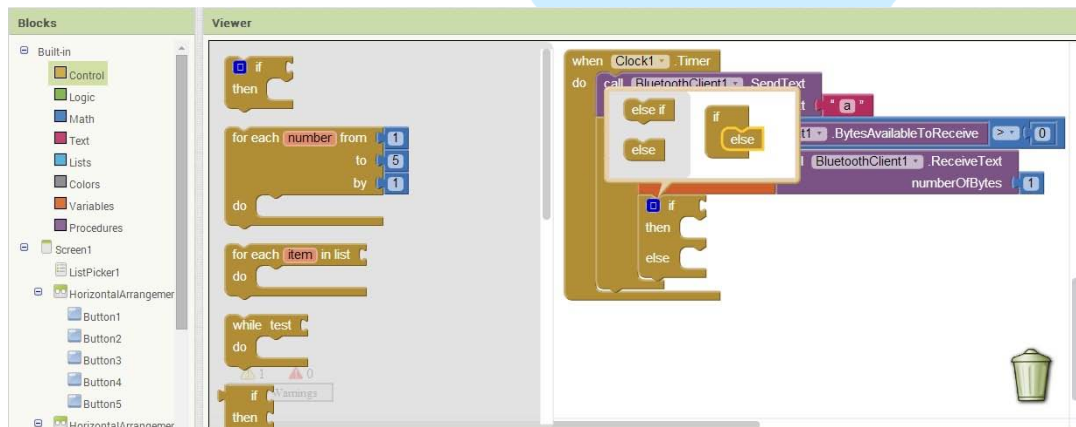 Blocks
Built-in
Control
Logic
Math
Text
Lists
Colors
Variables
Procedures
Screen1
ListPicker1
HorizontalArrangemer
Button1
Button2
Button3
Button4
Button5
HorizontalArrangemer
Viewer
if
then
for each number from 1
to 5
by 1
do
for each item in list
do
while test
do
1 0
Warnings
if
then
when Clock1 .Timer
do call BluetoothClient1 .SendText
" a "
.BytesAvailableToReceive > 0
BluetoothClient1 .ReceiveText
numberOfBytes 1
else if
else
if
else
if
then
else